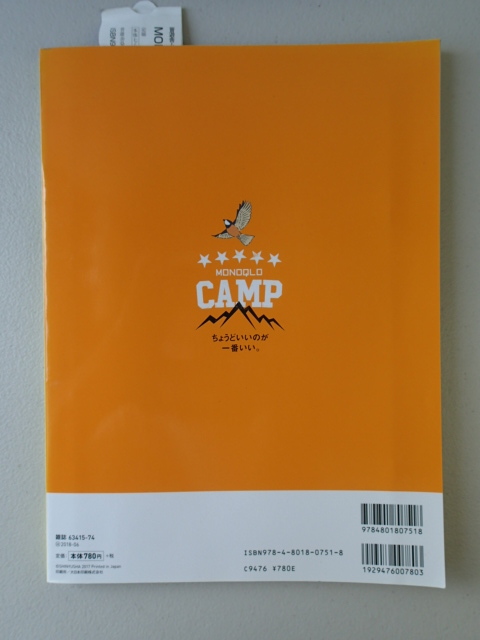 MONOQLO
CAMP
ちょうどいいのが
一番いい。
9784801807518
ISBN978-4-8018-0751-8
C9476 ¥780E
1929476007803
雑誌 63415-74
定価 本体780円 +税